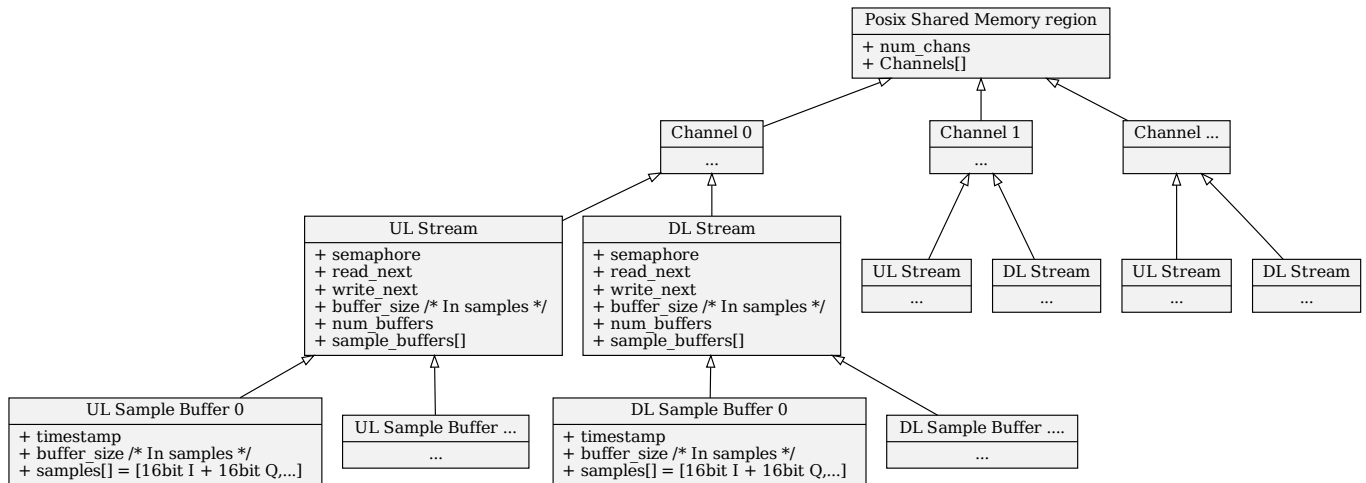 Posix Shared Memory region
+ num_chans
+ Channels[]
Channel 0
...
Channel 1
...
Channel ...
UL Stream
+ semaphore
+ read_next
+ write_next
+ buffer_size /* In samples */
+ num_buffers
+ sample_buffers[]
DL Stream
+ semaphore
+ read_next
+ write_next
+ buffer_size /* In samples */
+ num_buffers
+ sample_buffers[]
UL Stream
...
DL Stream
...
UL Stream
...
DL Stream
...
UL Sample Buffer 0
+ timestamp
+ buffer_size /* In samples */
+ samples[] = [16bit I + 16bit Q,...]
UL Sample Buffer ...
...
DL Sample Buffer 0
+ timestamp
+ buffer_size /* In samples */
+ samples[] = [16bit I + 16bit Q,...]
DL Sample Buffer ....
...